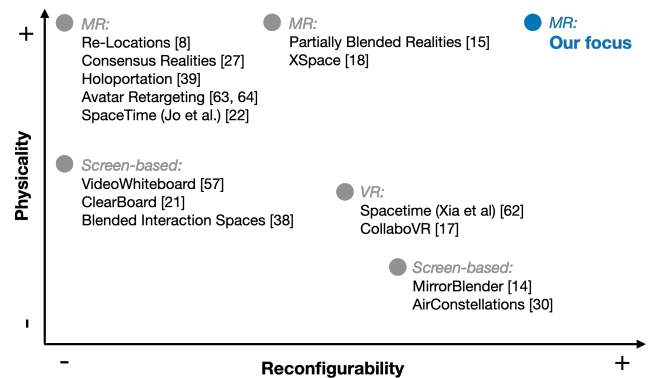 +
Physicality
-
MR:
Re-Locations [8]
Consensus Realities [27]
Holoportation [39]
Avatar Retargeting [63, 64]
SpaceTime (Jo et al.) [22]
MR:
Partially Blended Realities [15]
XSpace [18]
MR:
Our focus
Screen-based:
VideoWhiteboard [57]
ClearBoard [21]
Blended Interaction Spaces [38]
VR:
Spacetime (Xia et al) [62]
CollaboVR [17]
Screen-based:
MirrorBlender [14]
AirConstellations [30]
-
Reconfigurability
+